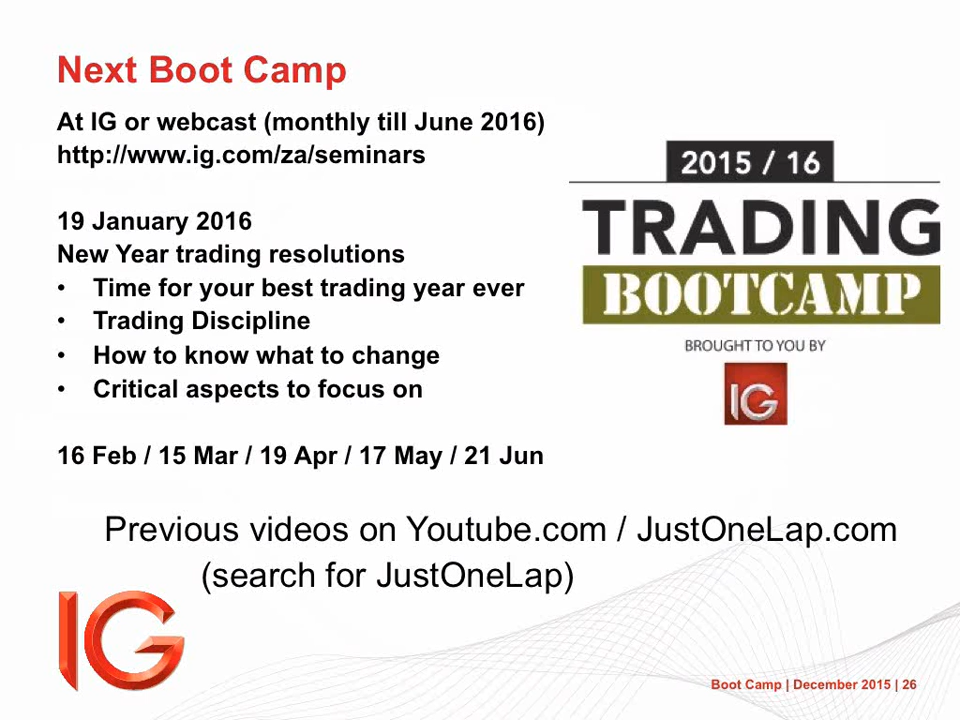 Next Boot Camp
At IG or webcast (monthly till June 2016)
http://www.ig.com/za/seminars
19 January 2016
New Year trading resolutions
• Time for your best trading year ever
• Trading Discipline
• How to know what to change
• Critical aspects to focus on
16 Feb / 15 Mar / 19 Apr / 17 May / 21 Jun
2015 / 16
TRADING
BOOTCAMP
BROUGHT TO YOU BY
IG
Previous videos on Youtube.com / JustOneLap.com
(search for JustOneLap)
IG
Boot Camp | December 2015 | 26